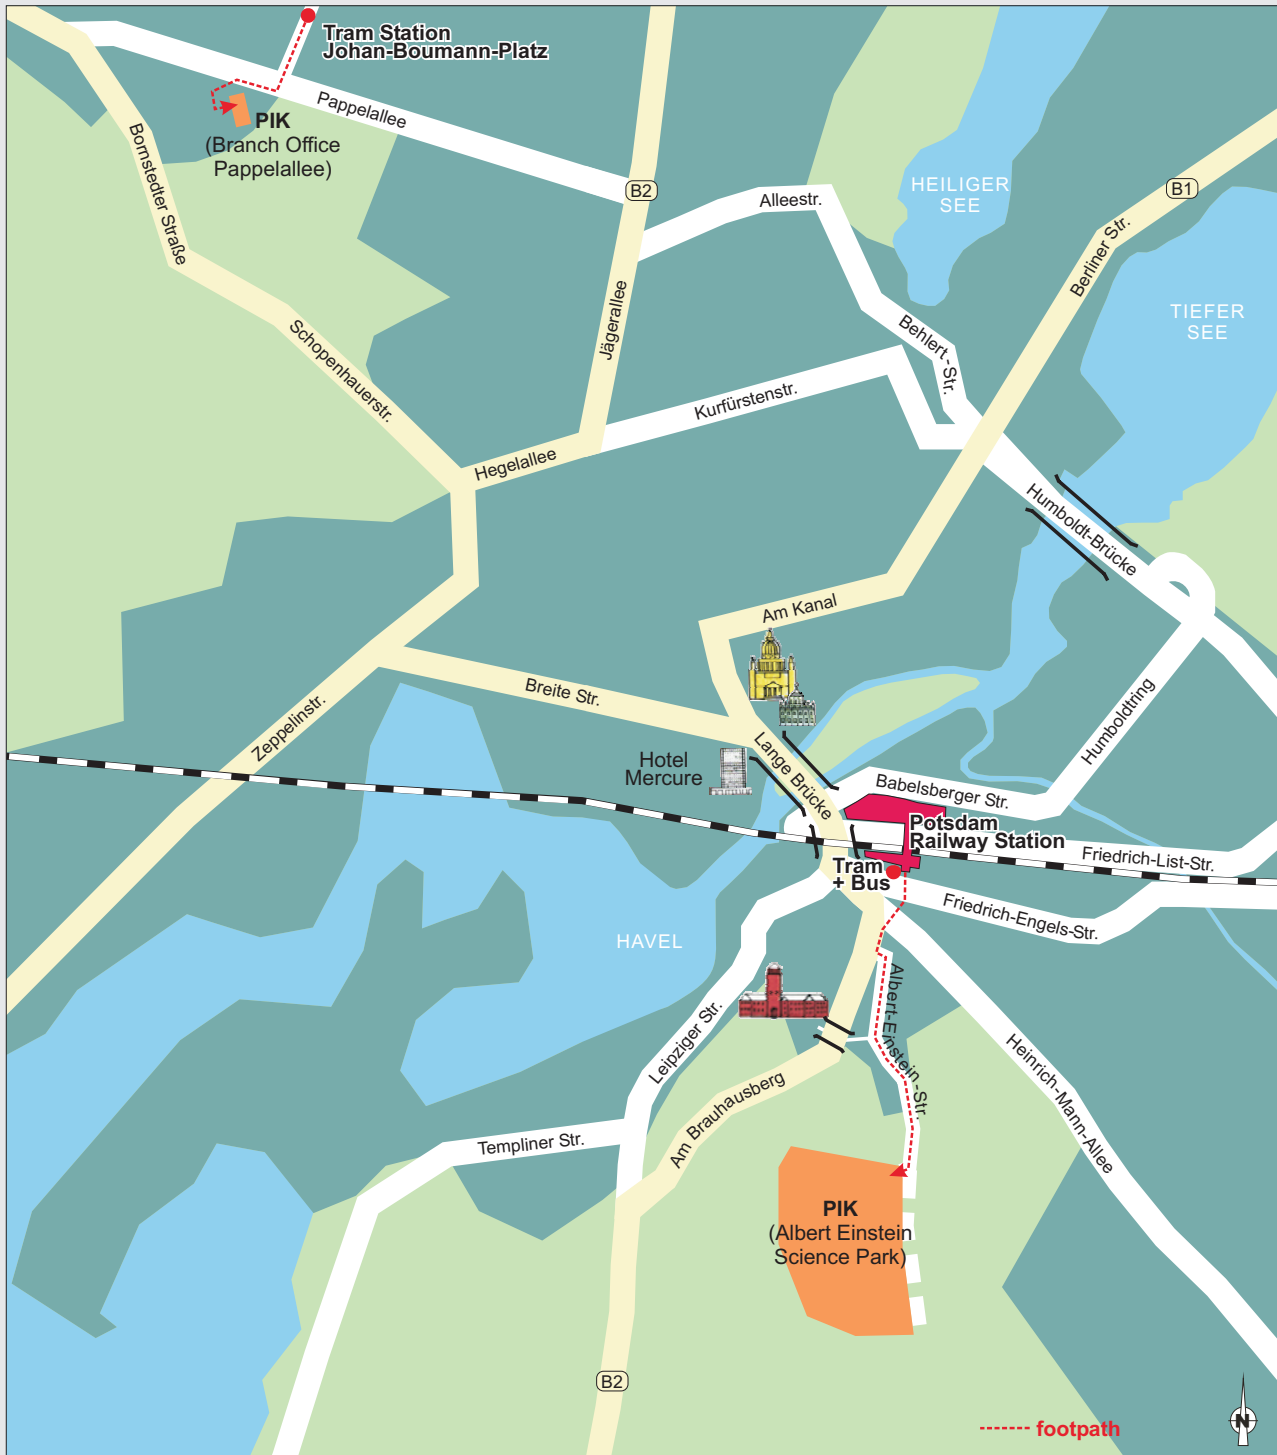 Tram Station
Johan-Boumann-Platz
Pappelallee
PIK
(Branch Office
Pappelallee)
Bornstedter Straße
B2
Alleestr.
HEILIGER
SEE
B1
Berliner Str.
TIEFER
SEE
Jägerallee
Schopenhauerstr.
Behlert-Str.
Kurfürstenstr.
Hegelallee
Humboldt-Brücke
Am Kanal
Breite Str.
Zeppelinstr.
Humboldtring
Lange Brücke
Hotel
Mercure
Babelsberger Str.
Potsdam
Railway Station
Friedrich-List-Str.
Tram
+ Bus
Friedrich-Engels-Str.
HAVEL
Albert-Einstein-Str.
Leipziger Str.
Heinrich-Mann-Allee
Am Brauhausberg
Templiner Str.
PIK
(Albert Einstein
Science Park)
B2
footpath
N